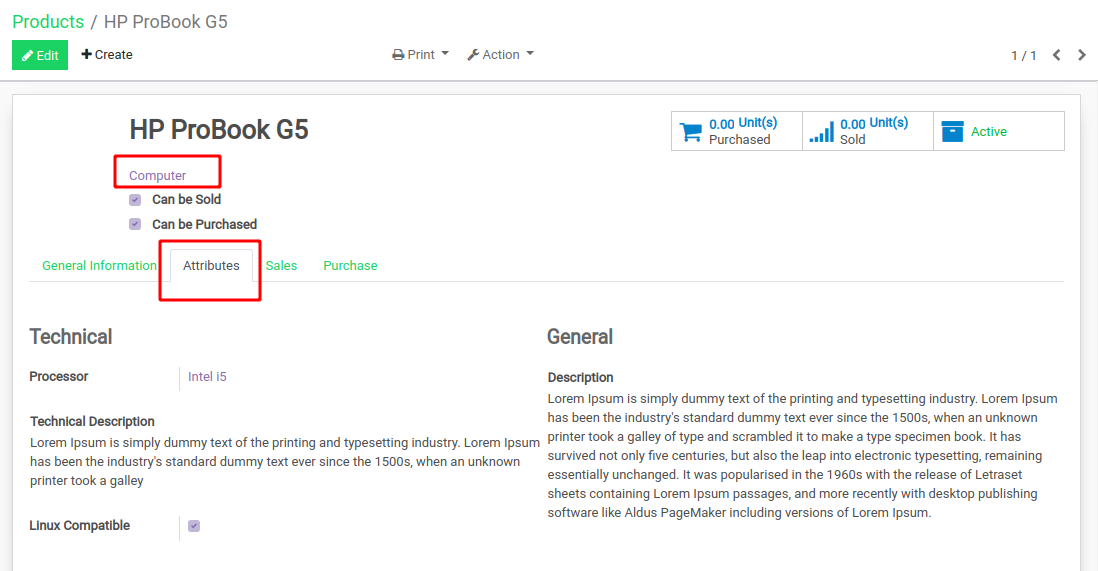 Products / HP ProBook G5
Edit Create Print Action 1 / 1
HP ProBook G5
0.00 Unit(s) Purchased
0.00 Unit(s) Sold
Active
Computer
Can be Sold
Can be Purchased
General Information Attributes Sales Purchase
Technical
Processor Intel i5
Technical Description
Lorem Ipsum is simply dummy text of the printing and typesetting industry. Lorem Ipsum
has been the industry's standard dummy text ever since the 1500s, when an unknown
printer took a galley
Linux Compatible
General
Description
Lorem Ipsum is simply dummy text of the printing and typesetting industry. Lorem Ipsum
has been the industry's standard dummy text ever since the 1500s, when an unknown
printer took a galley of type and scrambled it to make a type specimen book. It has
survived not only five centuries, but also the leap into electronic typesetting, remaining
essentially unchanged. It was popularised in the 1960s with the release of Letraset
sheets containing Lorem Ipsum passages, and more recently with desktop publishing
software like Aldus PageMaker including versions of Lorem Ipsum.